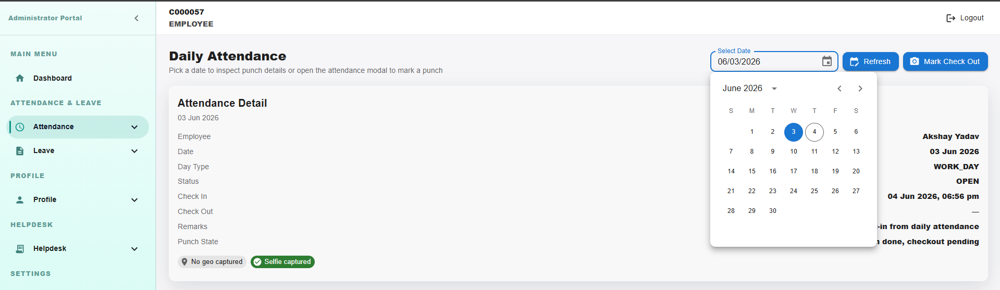 Administrator Portal
C000057
EMPLOYEE
Logout
MAIN MENU
Dashboard
ATTENDANCE & LEAVE
Attendance
Leave
PROFILE
Profile
HELPDESK
Helpdesk
SETTINGS
Daily Attendance
Pick a date to inspect punch details or open the attendance modal to mark a punch
Select Date
06/03/2026
Refresh
Mark Check Out
June 2026
S M T W T F S
1 2 3 4 5 6
7 8 9 10 11 12 13
14 15 16 17 18 19 20
21 22 23 24 25 26 27
28 29 30
Attendance Detail
03 Jun 2026
Employee Akshay Yadav
Date 03 Jun 2026
Day Type WORK_DAY
Status OPEN
Check In 04 Jun 2026, 06:56 pm
Check Out —
Remarks -in from daily attendance
Punch State done, checkout pending
No geo captured
Selfie captured